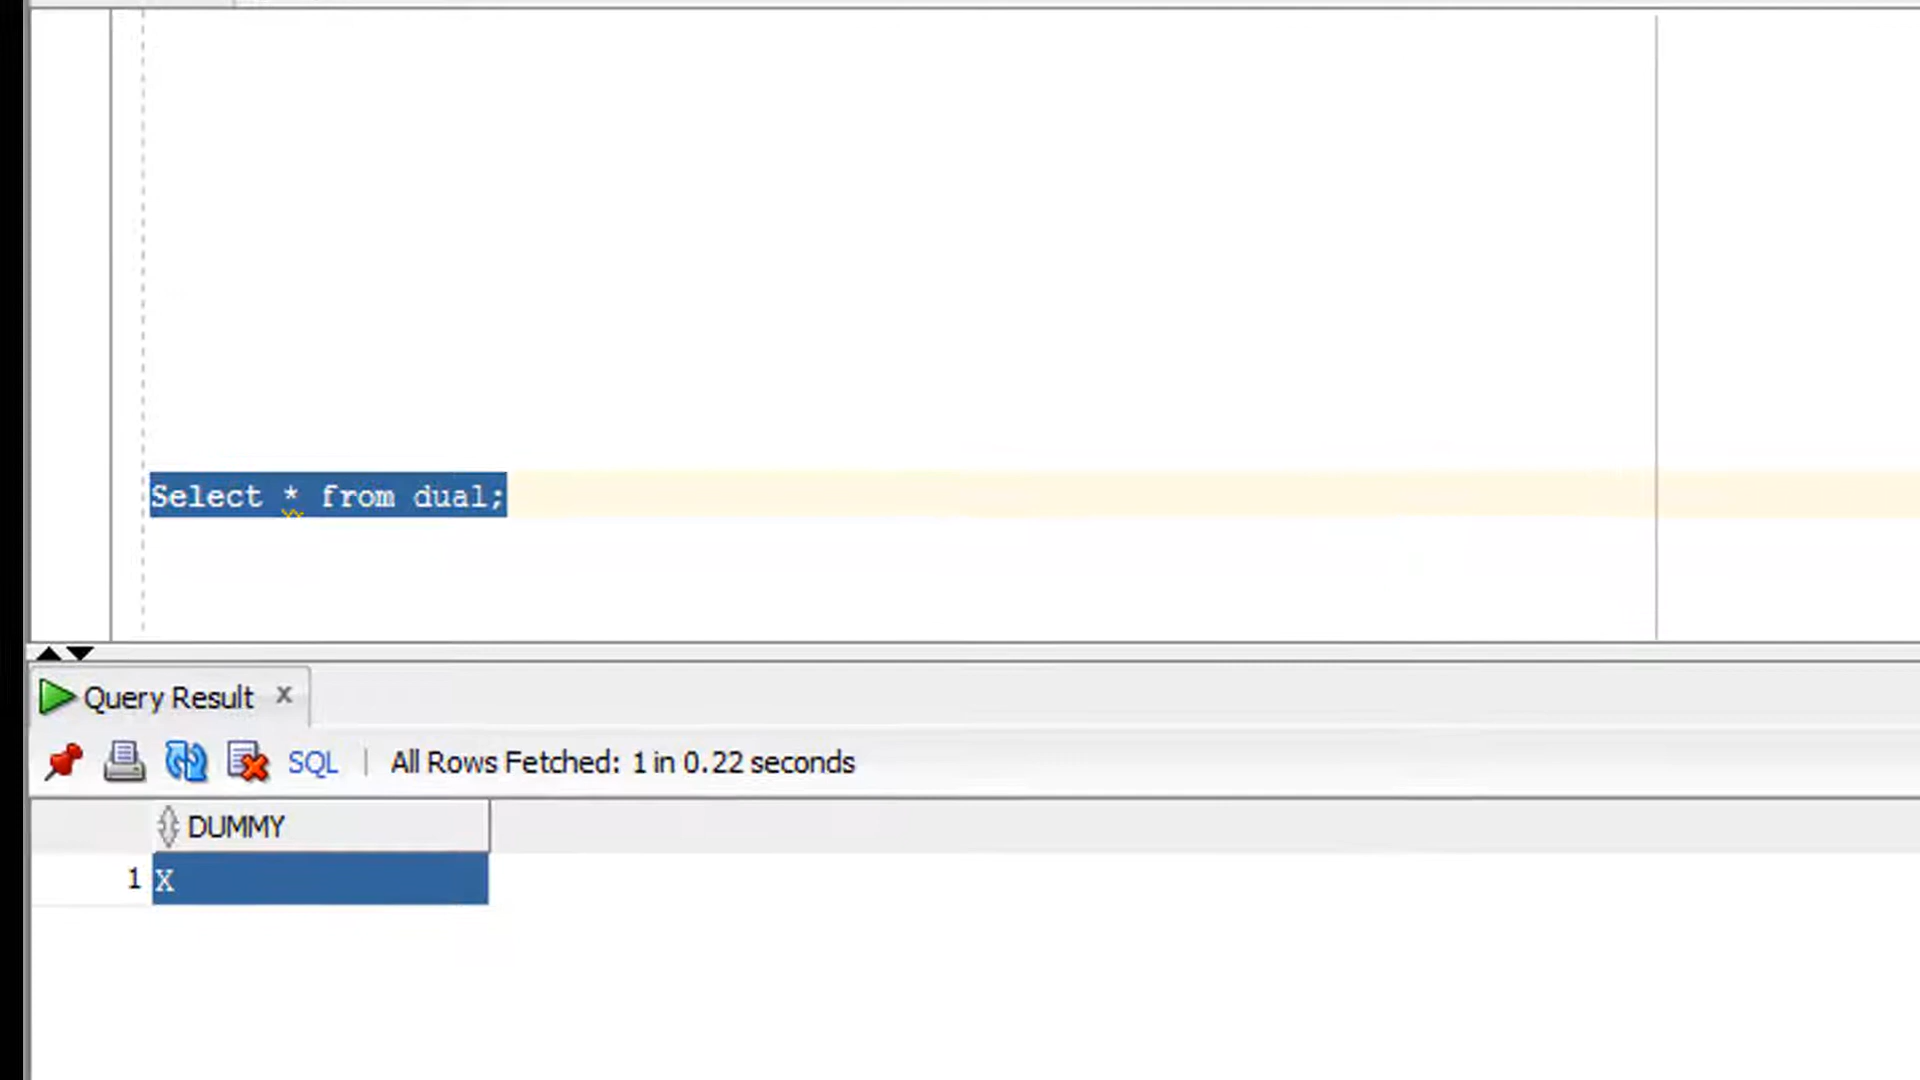 Select * from dual;
Query Result x
SQL | All Rows Fetched: 1 in 0.22 seconds
DUMMY
1 X